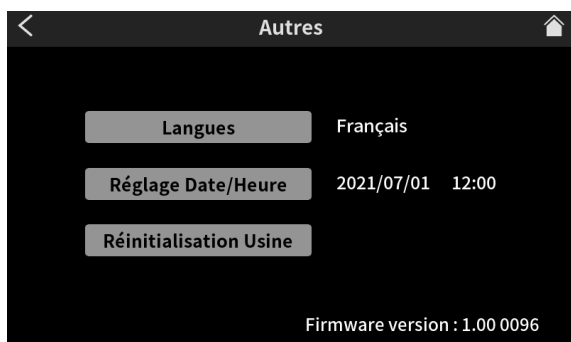 Autres
Langues Français
Réglage Date/Heure 2021/07/01 12:00
Réinitialisation Usine
Firmware version : 1.00 0096